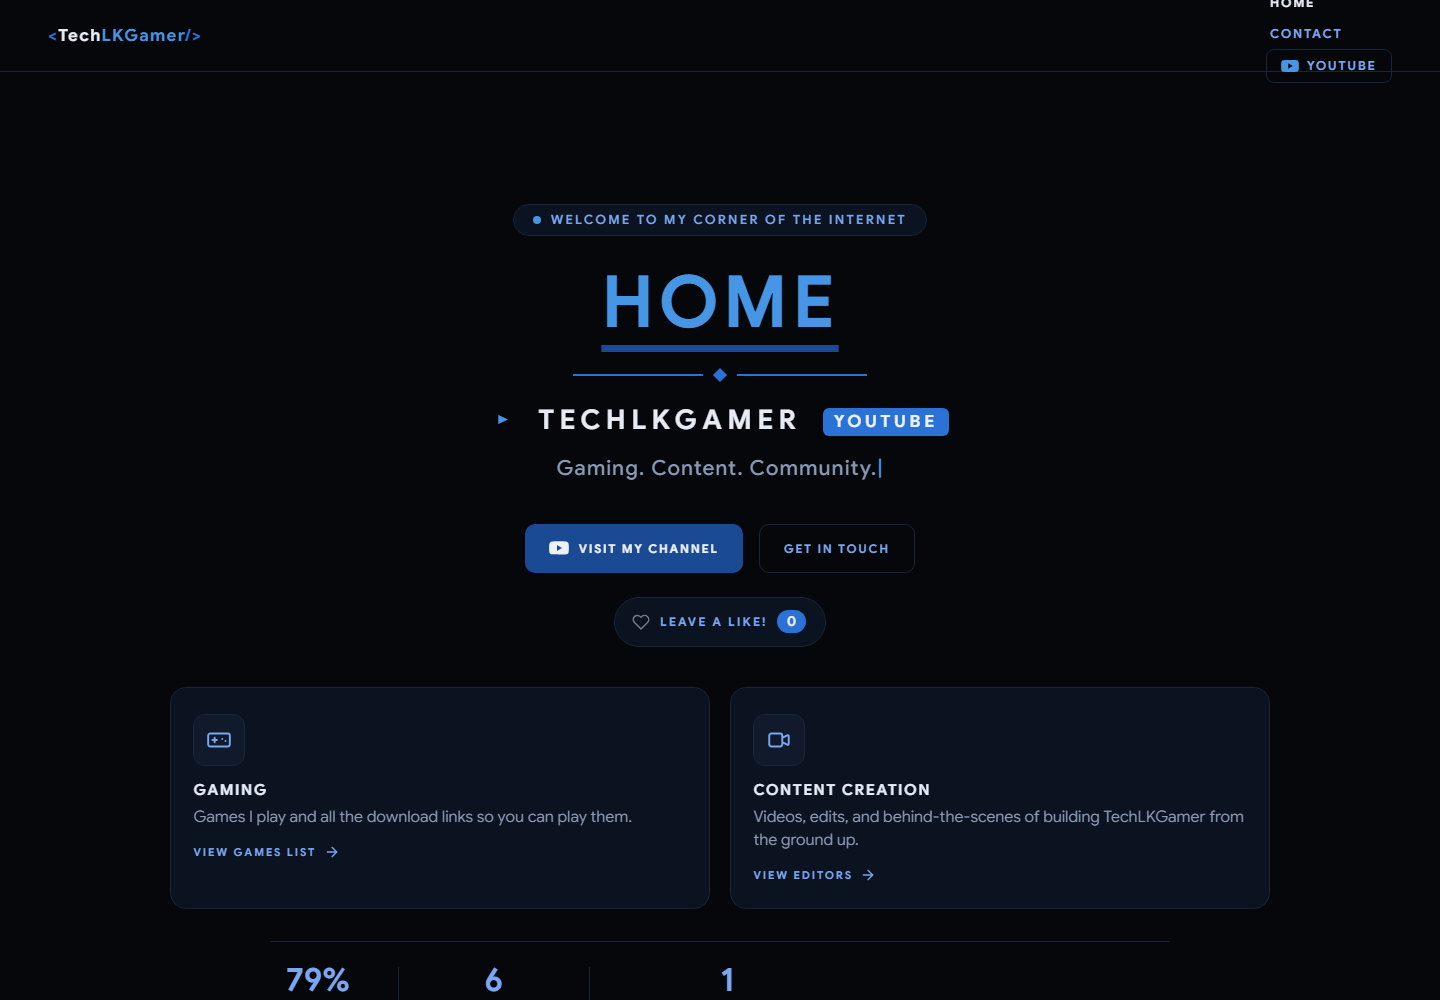 <TechLKGamer/>
HOME
CONTACT
YOUTUBE
WELCOME TO MY CORNER OF THE INTERNET
HOME
TECHLKGAMER YOUTUBE
Gaming. Content. Community.|
VISIT MY CHANNEL
GET IN TOUCH
LEAVE A LIKE! 0
GAMING
Games I play and all the download links so you can play them.
VIEW GAMES LIST
CONTENT CREATION
Videos, edits, and behind-the-scenes of building TechLKGamer from
the ground up.
VIEW EDITORS
79%
6
1